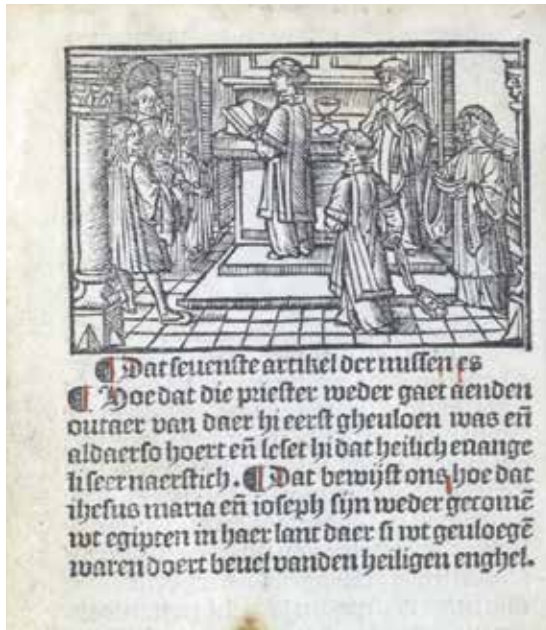 ¶ Dat seuenste artikel der missen es
¶ Hoe dat die priester weder gaet aenden
outaer van daer hi eerst ghevloen was eñ
aldaerso hoert eñ leset hi dat heilich euange
li seer naerstich. ¶ Dat bewijst ons hoe dat
ihesus maria eñ ioseph sijn weder gecomē
wt egipten in haer lant daer si wt geuloegē
waren doert beuel vanden heiligen enghel.